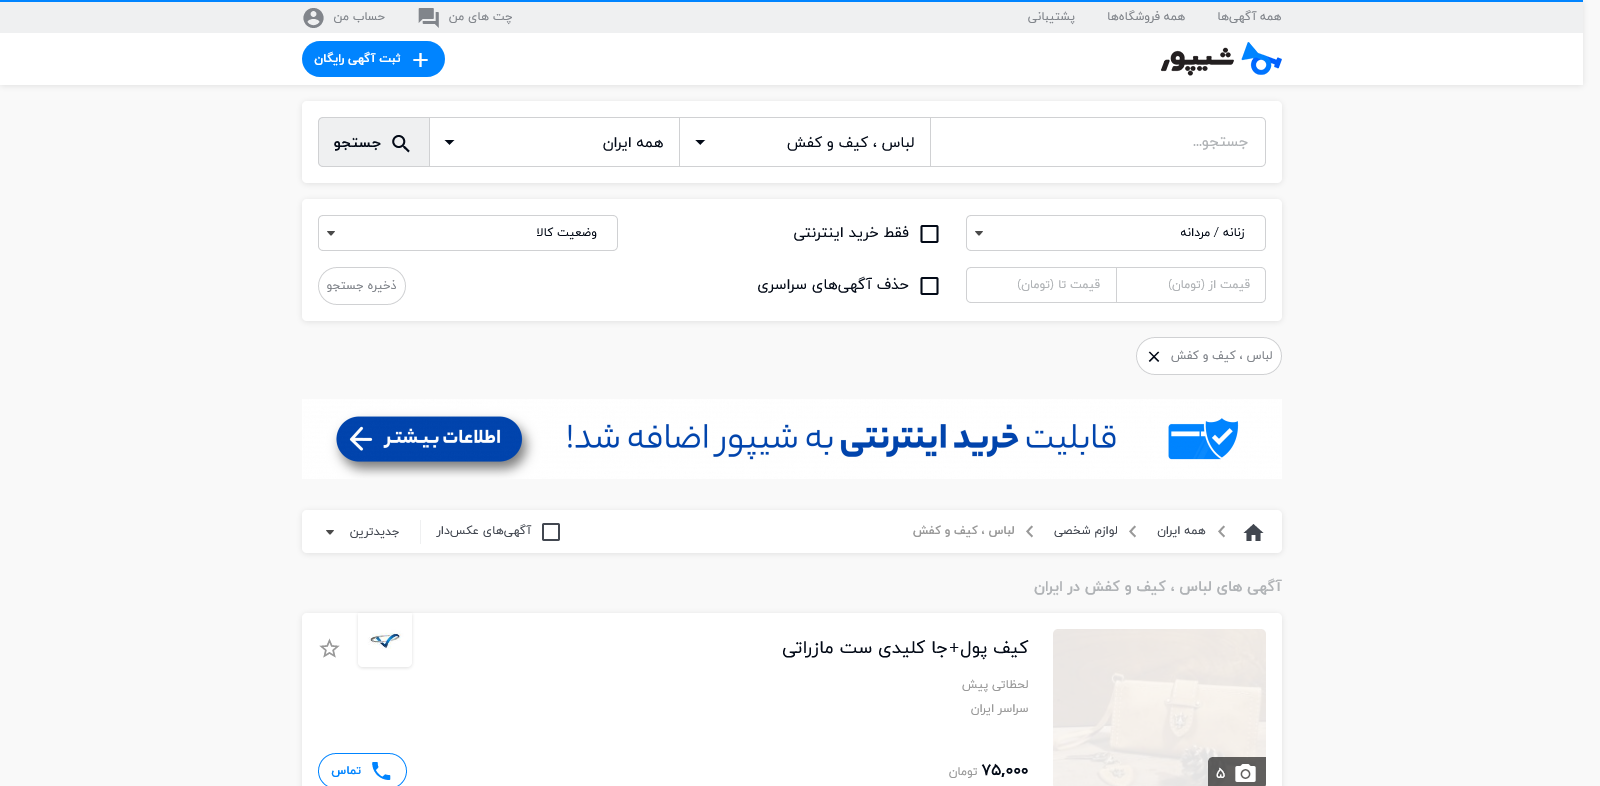 همه آگهی‌ها
همه فروشگاه‌ها
پشتیبانی
چت های من
حساب من
شیپور
ثبت آگهی رایگان
جستجو...
لباس ، کیف و کفش
همه ایران
جستجو
زنانه / مردانه
فقط خرید اینترنتی
وضعیت کالا
قیمت از (تومان)
قیمت تا (تومان)
حذف آگهی‌های سراسری
ذخیره جستجو
لباس ، کیف و کفش
قابلیت خرید اینترنتی به شیپور اضافه شد!
اطلاعات بیشتر
همه ایران
لوازم شخصی
لباس ، کیف و کفش
آگهی‌های عکس‌دار
جدیدترین
آگهی های لباس ، کیف و کفش در ایران
کیف پول+جا کلیدی ست مازراتی
لحظاتی پیش
سراسر ایران
۷۵,۰۰۰ تومان
۵
تماس